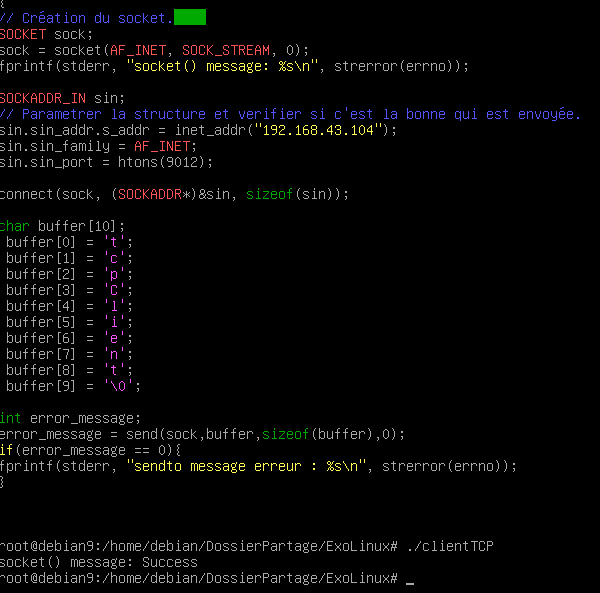 {
// Création du socket.
SOCKET sock;
sock = socket(AF_INET, SOCK_STREAM, 0);
fprintf(stderr, "socket() message: %s\n", strerror(errno));
SOCKADDR_IN sin;
// Parametrer la structure et verifier si c'est la bonne qui est envoyée.
sin.sin_addr.s_addr = inet_addr("192.168.43.104");
sin.sin_family = AF_INET;
sin.sin_port = htons(9012);
connect(sock, (SOCKADDR*)&sin, sizeof(sin));
char buffer[10];
buffer[0] = 't';
buffer[1] = 'c';
buffer[2] = 'p';
buffer[3] = 'C';
buffer[4] = 'l';
buffer[5] = 'i';
buffer[6] = 'e';
buffer[7] = 'n';
buffer[8] = 't';
buffer[9] = '\0';
int error_message;
error_message = send(sock,buffer,sizeof(buffer),0);
if(error_message == 0){
fprintf(stderr, "sendto message erreur : %s\n", strerror(errno));
}
root@debian9:/home/debian/DossierPartage/ExoLinux# ./clientTCP
socket() message: Success
root@debian9:/home/debian/DossierPartage/ExoLinux# _